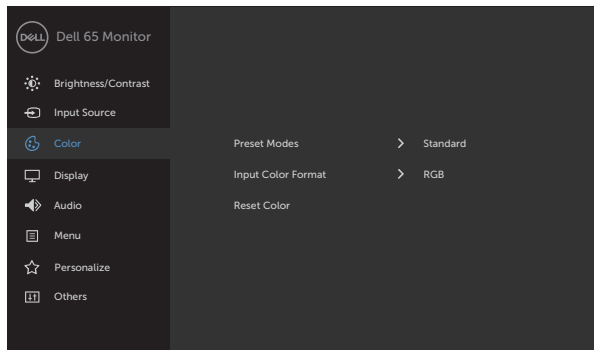 DELL Dell 65 Monitor
Brightness/Contrast
Input Source
Color Preset Modes Standard
Display Input Color Format RGB
Audio Reset Color
Menu
Personalize
Others